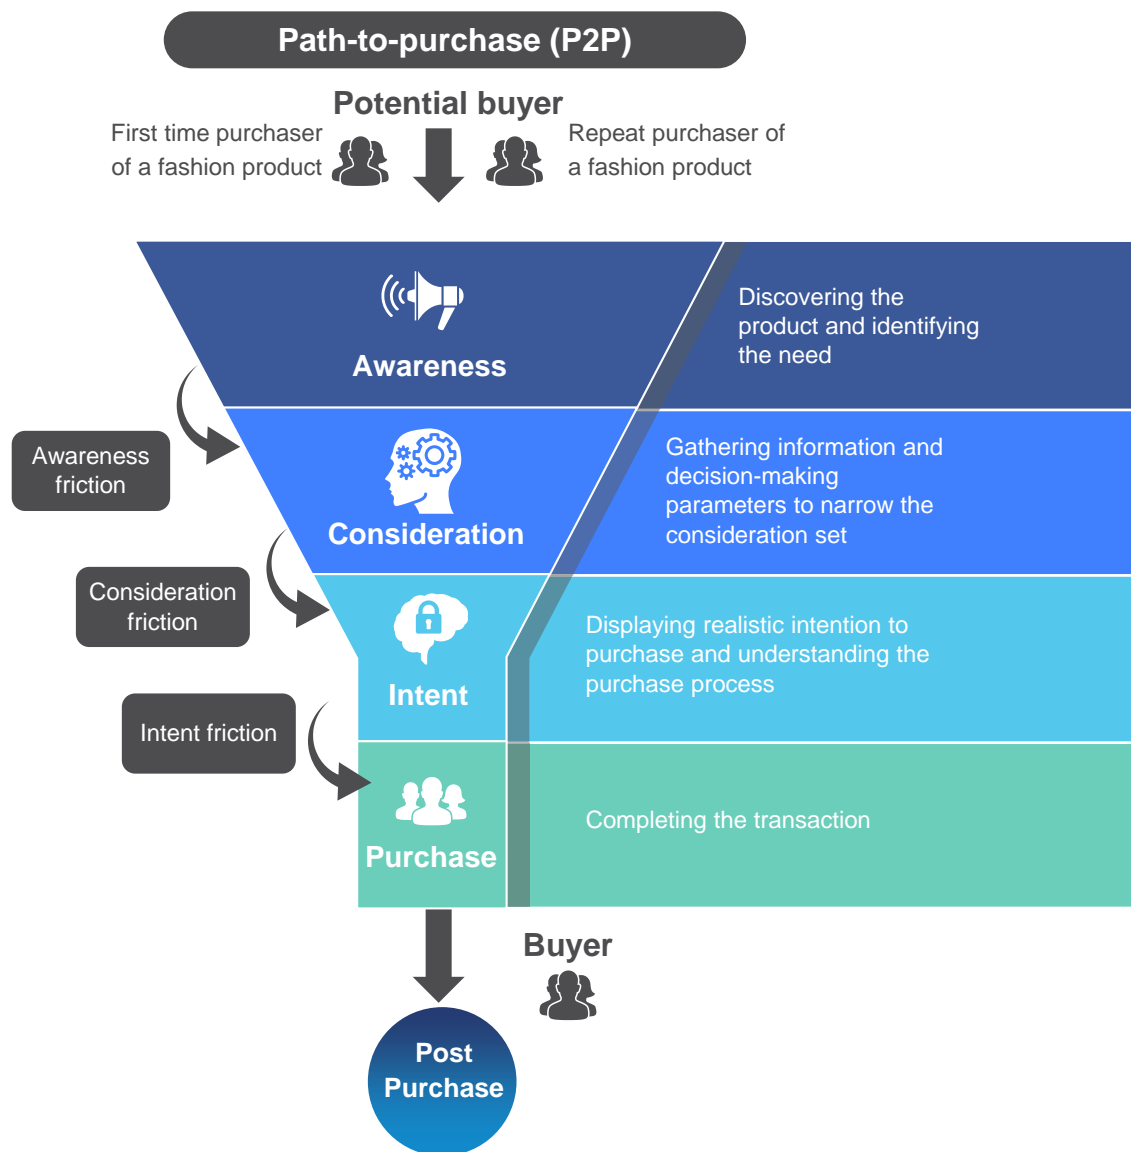 Path-to-purchase (P2P)
Potential buyer
First time purchaser
of a fashion product
Repeat purchaser of
a fashion product
Awareness
Discovering the
product and identifying
the need
Awareness
friction
Consideration
Gathering information and
decision-making
parameters to narrow the
consideration set
Consideration
friction
Intent
Displaying realistic intention to
purchase and understanding the
purchase process
Intent friction
Purchase
Completing the transaction
Buyer
Post
Purchase